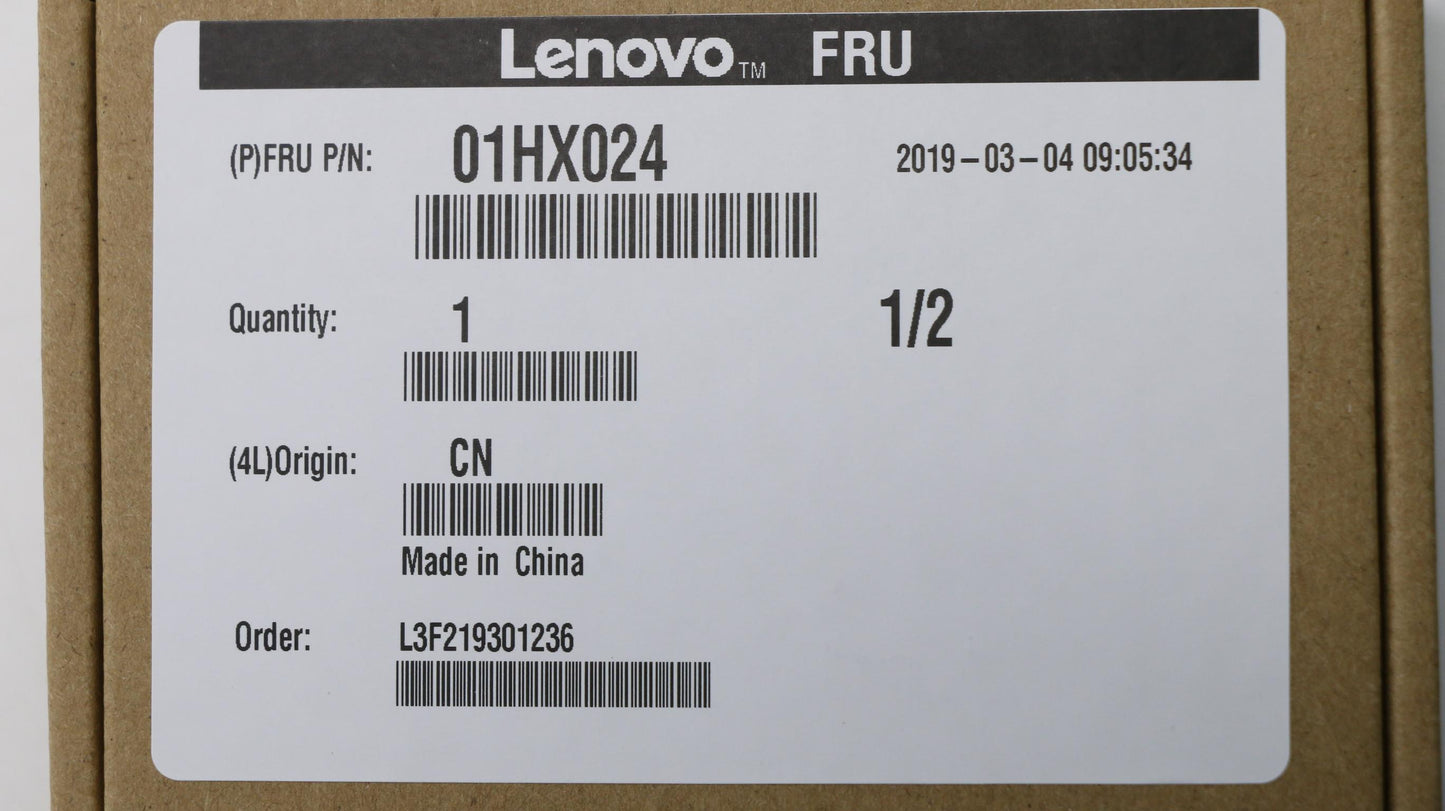 Lenovo™ FRU
(P)FRU P/N: 01HX024 2019-03-04 09:05:34
Quantity: 1 1/2
(4L)Origin: CN
Made in China
Order: L3F219301236